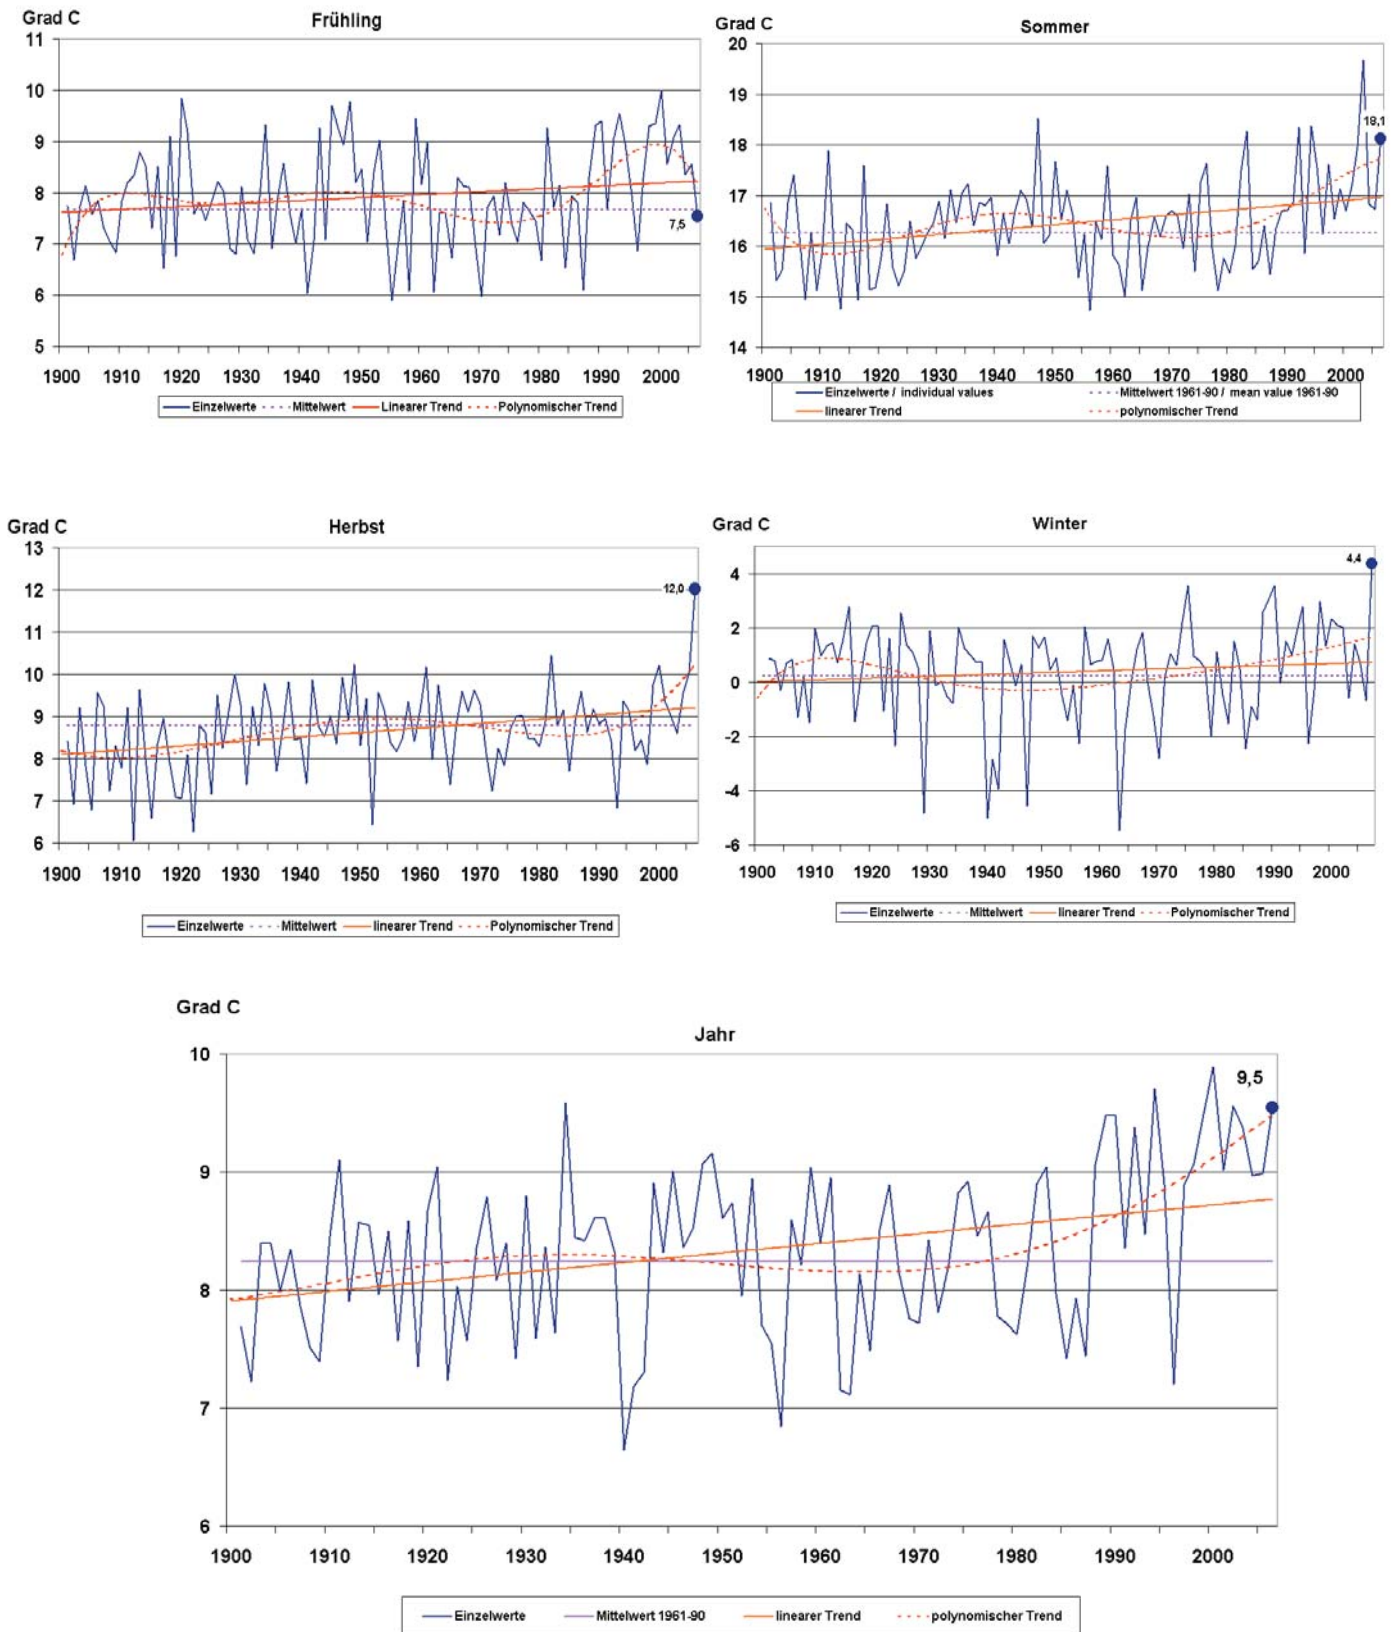 Grad C
Frühling
11
10
9
8
7
6
5
7,5
1900 1910 1920 1930 1940 1950 1960 1970 1980 1990 2000
Einzelwerte Mittelwert Linearer Trend Polynomischer Trend
Grad C
Sommer
20
19
18
17
16
15
14
18,1
1900 1910 1920 1930 1940 1950 1960 1970 1980 1990 2000
Einzelwerte / individual values Mittelwert 1961-90 / mean value 1961-90
linearer Trend polynomischer Trend
Grad C
Herbst
13
12
11
10
9
8
7
6
12,0
1900 1910 1920 1930 1940 1950 1960 1970 1980 1990 2000
Einzelwerte Mittelwert linearer Trend Polynomischer Trend
Grad C
Winter
4
2
0
-2
-4
-6
4,4
1900 1910 1920 1930 1940 1950 1960 1970 1980 1990 2000
Einzelwerte Mittelwert linearer Trend Polynomischer Trend
Grad C
Jahr
10
9
8
7
6
9,5
1900 1910 1920 1930 1940 1950 1960 1970 1980 1990 2000
Einzelwerte Mittelwert 1961-90 linearer Trend polynomischer Trend